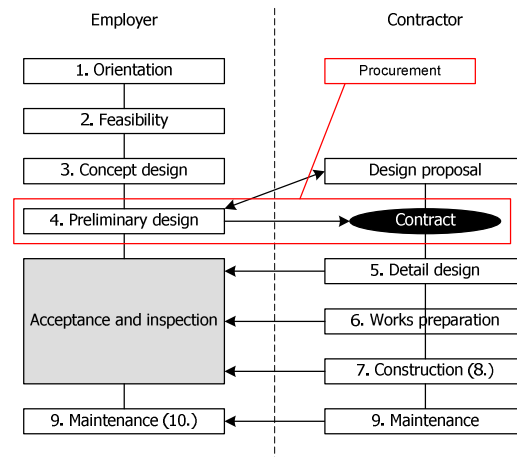 Employer
Contractor
1. Orientation
Procurement
2. Feasibility
3. Concept design
Design proposal
4. Preliminary design
Contract
5. Detail design
Acceptance and inspection
6. Works preparation
7. Construction (8.)
9. Maintenance (10.)
9. Maintenance